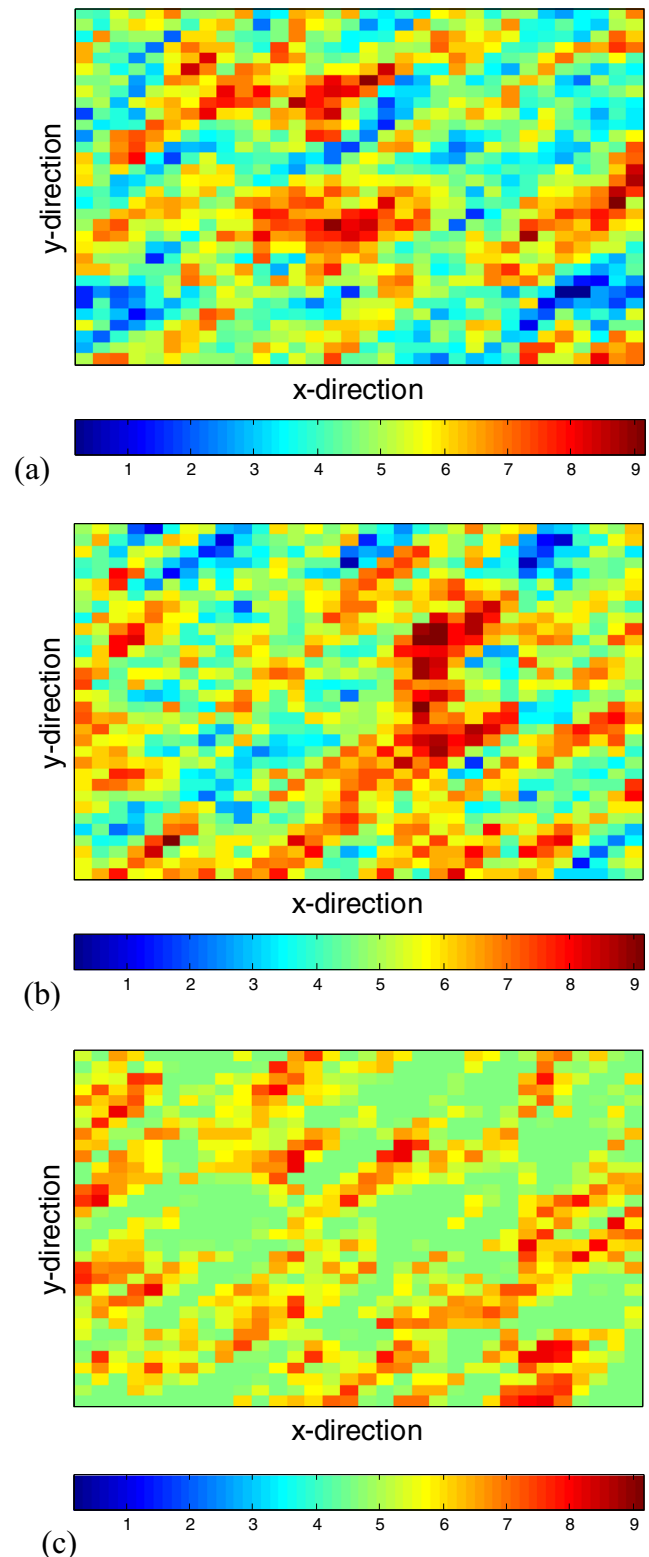 y-direction
x-direction
1 2 3 4 5 6 7 8 9
(a)
y-direction
x-direction
1 2 3 4 5 6 7 8 9
(b)
y-direction
x-direction
1 2 3 4 5 6 7 8 9
(c)